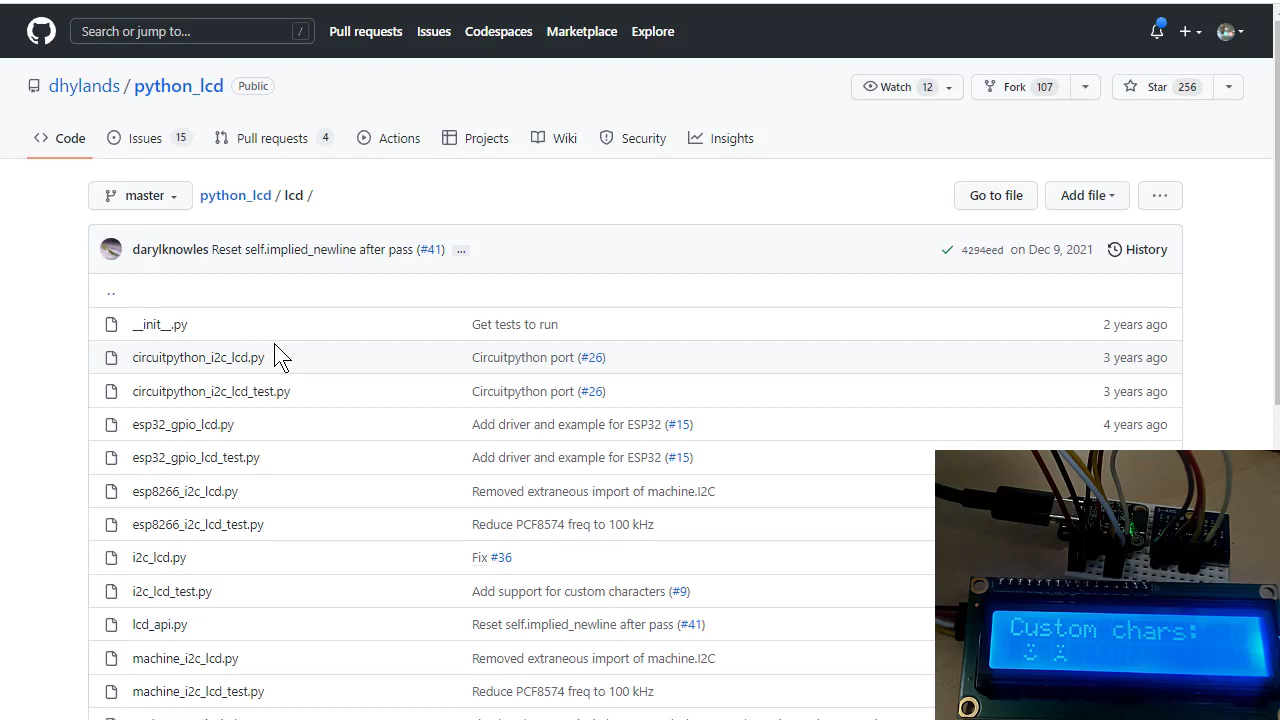 Search or jump to... /
Pull requests Issues Codespaces Marketplace Explore
dhylands / python_lcd Public
Watch 12 Fork 107 Star 256
Code Issues 15 Pull requests 4 Actions Projects Wiki Security Insights
master python_lcd / lcd / Go to file Add file ...
darylknowles Reset self.implied_newline after pass (#41) ... 4294eed on Dec 9, 2021 History
..
__init__.py Get tests to run 2 years ago
circuitpython_i2c_lcd.py Circuitpython port (#26) 3 years ago
circuitpython_i2c_lcd_test.py Circuitpython port (#26) 3 years ago
esp32_gpio_lcd.py Add driver and example for ESP32 (#15) 4 years ago
esp32_gpio_lcd_test.py Add driver and example for ESP32 (#15)
esp8266_i2c_lcd.py Removed extraneous import of machine.I2C
esp8266_i2c_lcd_test.py Reduce PCF8574 freq to 100 kHz
i2c_lcd.py Fix #36
i2c_lcd_test.py Add support for custom characters (#9)
lcd_api.py Reset self.implied_newline after pass (#41)
machine_i2c_lcd.py Removed extraneous import of machine.I2C
machine_i2c_lcd_test.py Reduce PCF8574 freq to 100 kHz
Custom chars: